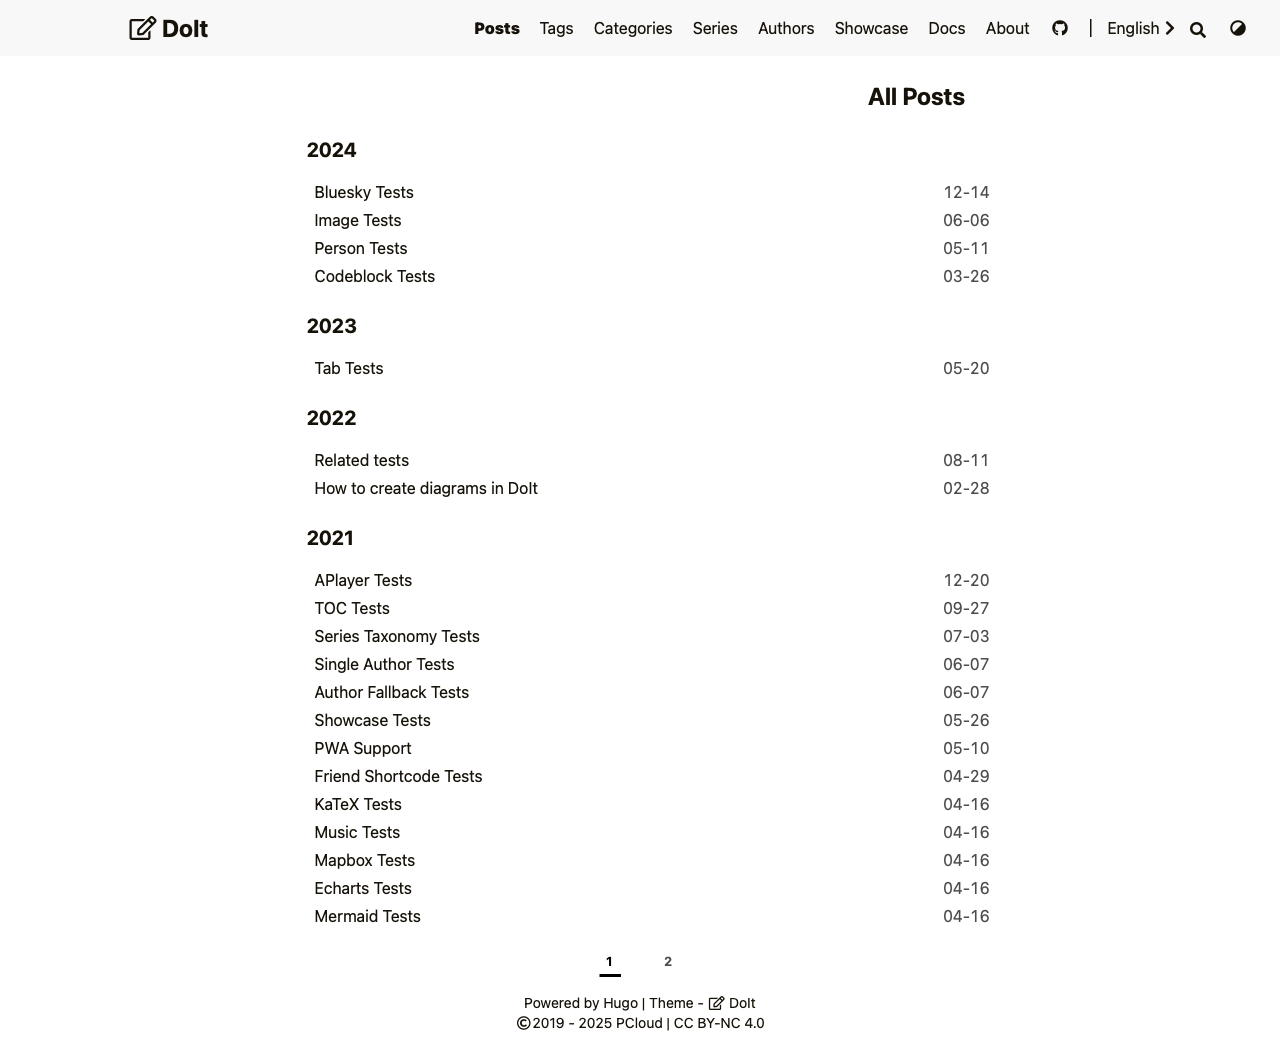 DoIt
Posts Tags Categories Series Authors Showcase Docs About | English
All Posts
2024
Bluesky Tests 12-14
Image Tests 06-06
Person Tests 05-11
Codeblock Tests 03-26
2023
Tab Tests 05-20
2022
Related tests 08-11
How to create diagrams in DoIt 02-28
2021
APlayer Tests 12-20
TOC Tests 09-27
Series Taxonomy Tests 07-03
Single Author Tests 06-07
Author Fallback Tests 06-07
Showcase Tests 05-26
PWA Support 05-10
Friend Shortcode Tests 04-29
KaTeX Tests 04-16
Music Tests 04-16
Mapbox Tests 04-16
Echarts Tests 04-16
Mermaid Tests 04-16
1 2
Powered by Hugo | Theme - DoIt
©2019 - 2025 PCloud | CC BY-NC 4.0